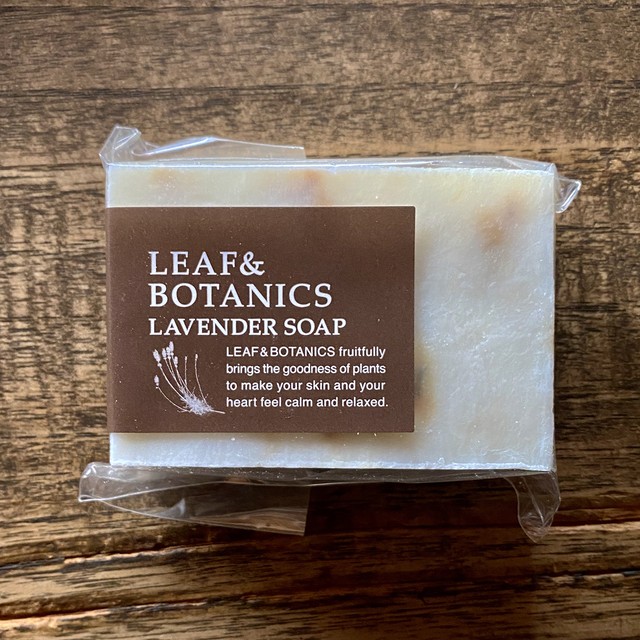 LEAF&
BOTANICS
LAVENDER SOAP
LEAF&BOTANICS fruitfully
brings the goodness of plants
to make your skin and your
heart feel calm and relaxed.